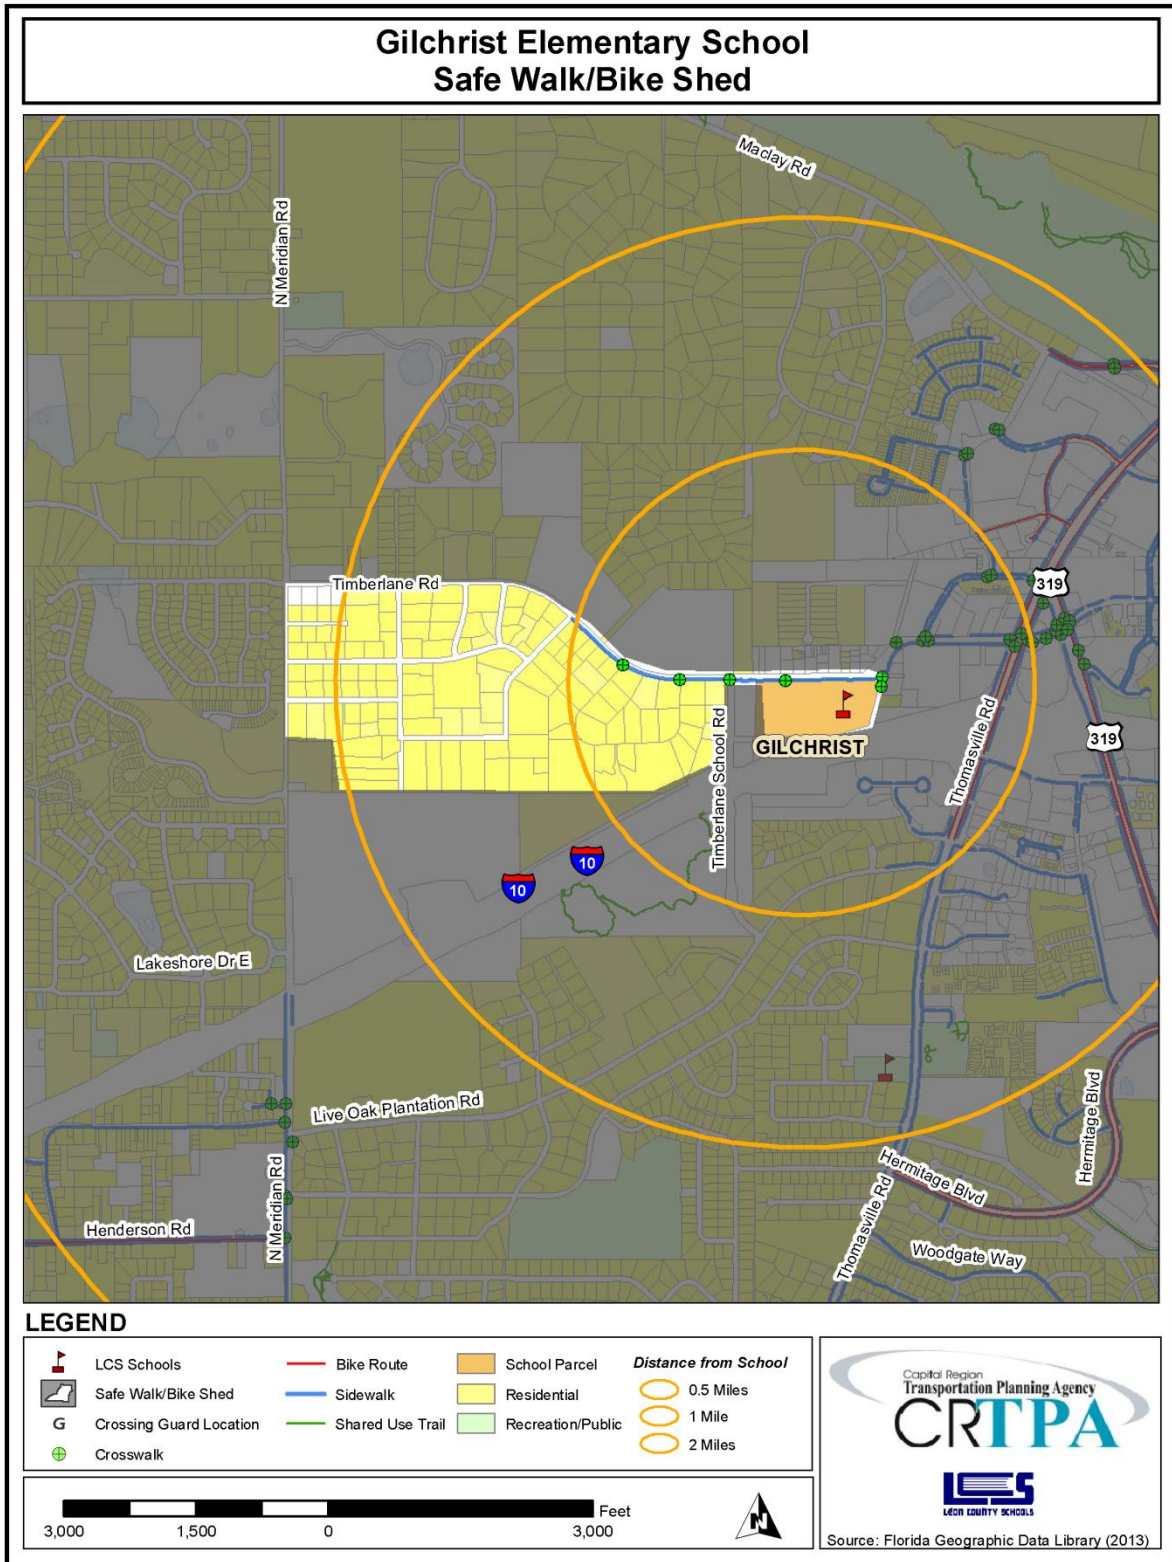 Gilchrist Elementary School
Safe Walk/Bike Shed
Maclay Rd
N Meridian Rd
Timberlane Rd
319
319
GILCHRIST
Thomasville Rd
Timberlane School Rd
10
10
Lakeshore Dr E
Live Oak Plantation Rd
Hermitage Blvd
Hermitage Blvd
N Meridian Rd
Henderson Rd
Thomasville Rd
Woodgate Way
LEGEND
LCS Schools
Safe Walk/Bike Shed
G Crossing Guard Location
Crosswalk
Bike Route
Sidewalk
Shared Use Trail
School Parcel
Residential
Recreation/Public
Distance from School
0.5 Miles
1 Mile
2 Miles
Feet
3,000 1,500 0 3,000
N
Capital Region
Transportation Planning Agency
CRTPA
LCS
LEON COUNTY SCHOOLS
Source: Florida Geographic Data Library (2013)